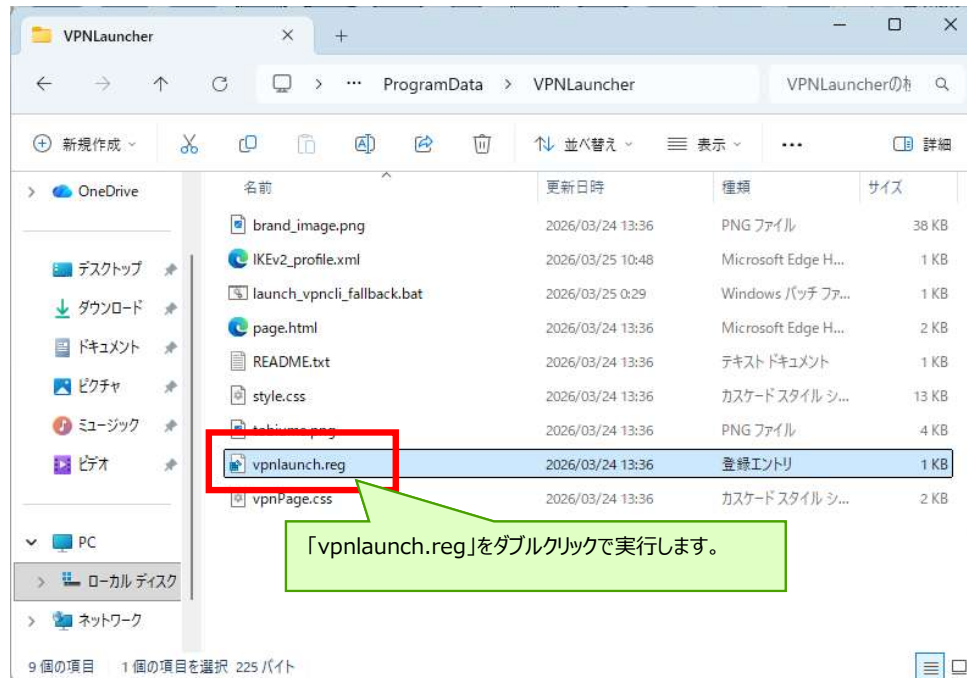 VPNLauncher
ProgramData > VPNLauncher
VPNLauncherの検
新規作成
並べ替え
表示
詳細
名前 更新日時 種類 サイズ
OneDrive
デスクトップ
ダウンロード
ドキュメント
ピクチャ
ミュージック
ビデオ
PC
ローカル ディスク
ネットワーク
brand_image.png 2026/03/24 13:36 PNG ファイル 38 KB
IKEv2_profile.xml 2026/03/25 10:48 Microsoft Edge H... 1 KB
launch_vpncli_fallback.bat 2026/03/25 0:29 Windows バッチ ファ... 1 KB
page.html 2026/03/24 13:36 Microsoft Edge H... 2 KB
README.txt 2026/03/24 13:36 テキスト ドキュメント 1 KB
style.css 2026/03/24 13:36 カスケード スタイル シ... 13 KB
2026/03/24 13:36 PNG ファイル 4 KB
vpnlaunch.reg 2026/03/24 13:36 登録エントリ 1 KB
vpnPage.css 2026/03/24 13:36 カスケード スタイル シ... 2 KB
「vpnlaunch.reg」をダブルクリックで実行します。
9 個の項目 1 個の項目を選択 225 バイト